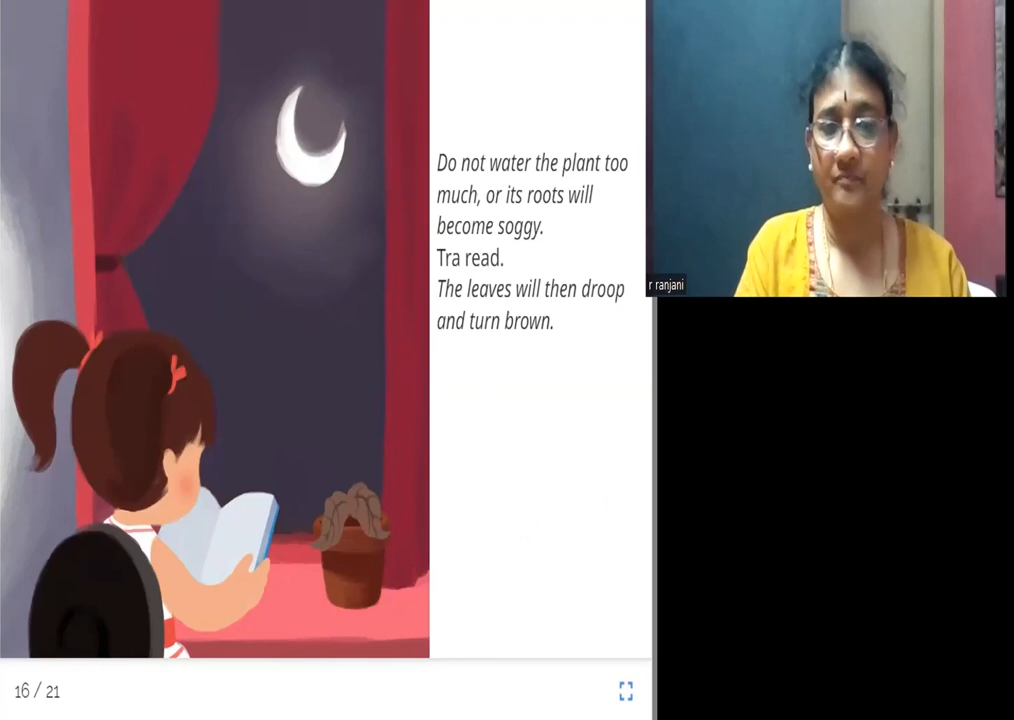 Do not water the plant too
much, or its roots will
become soggy.
Tra read.
The leaves will then droop
and turn brown.
r ranjani
16 / 21